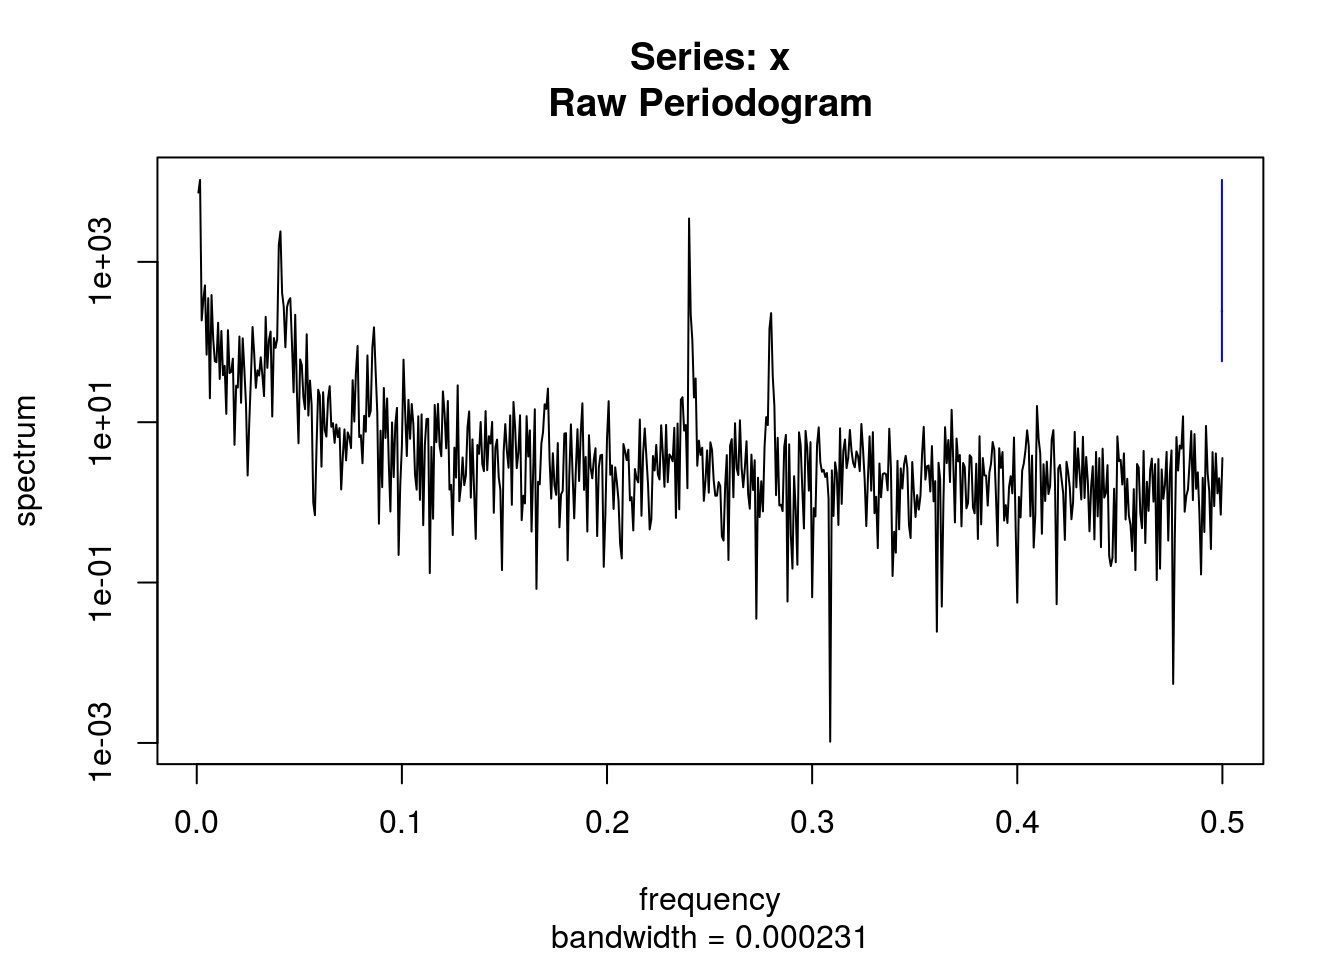 Series: x
Raw Periodogram
spectrum
1e+03
1e+01
1e-01
1e-03
0.0 0.1 0.2 0.3 0.4 0.5
frequency
bandwidth = 0.000231